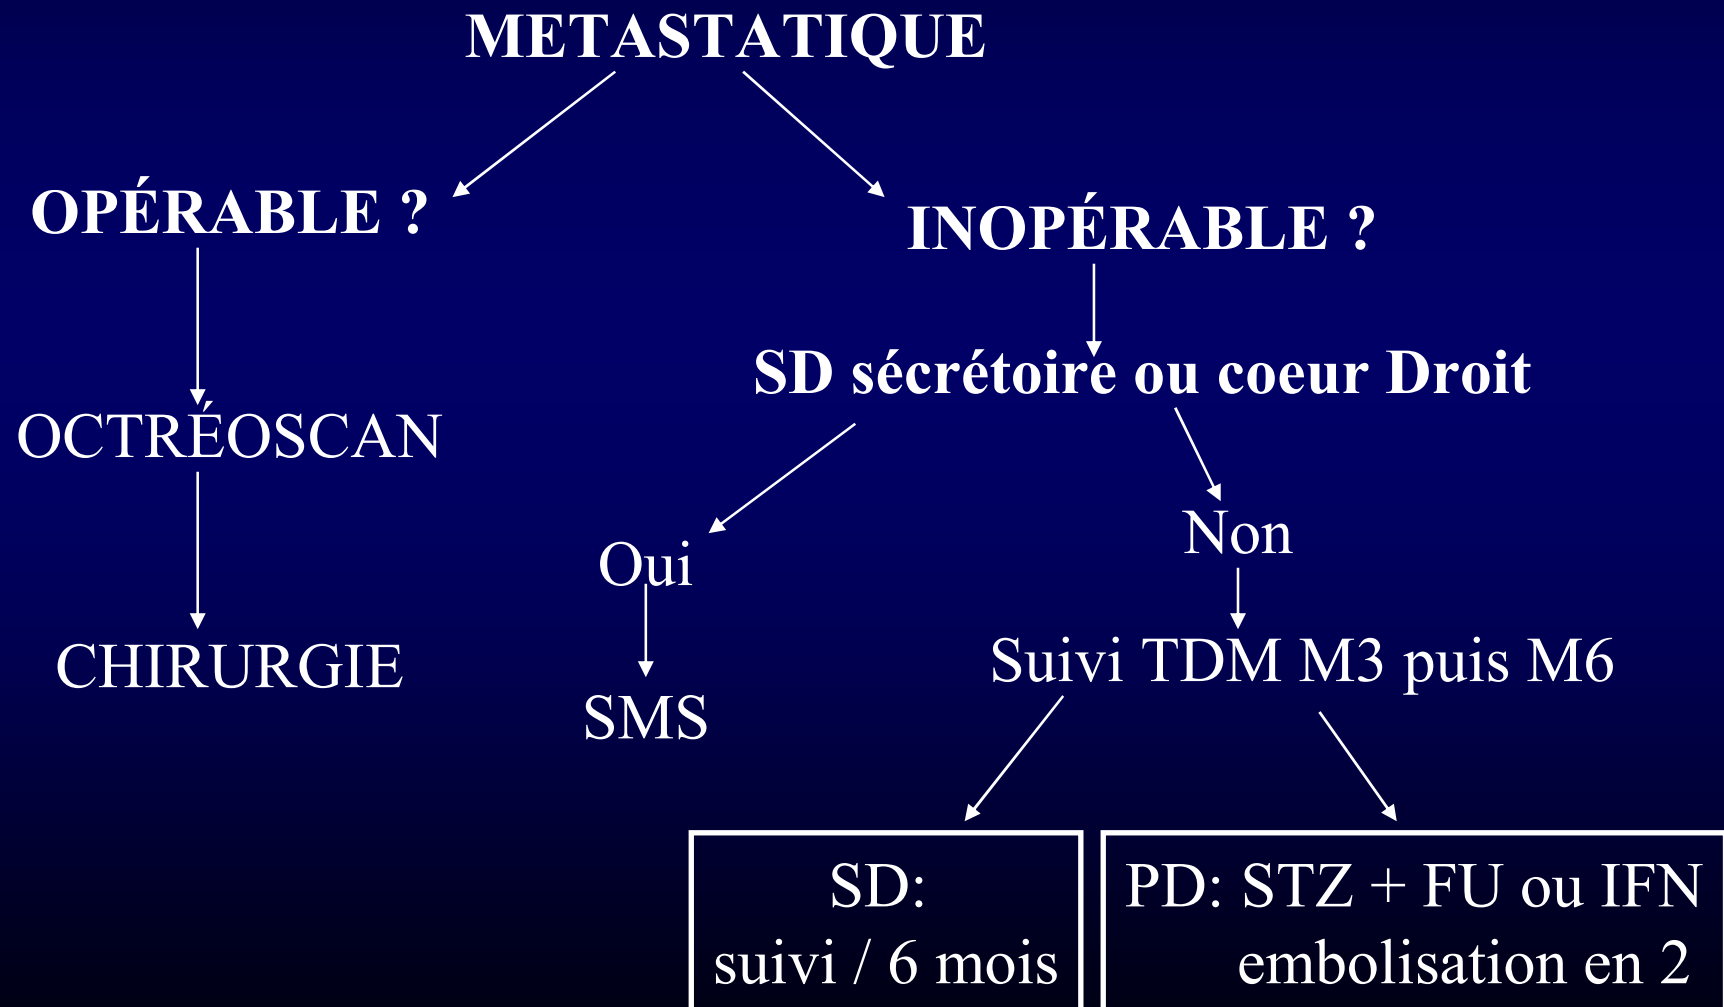 METASTATIQUE
OPÉRABLE ?
INOPÉRABLE ?
SD sécrétoire ou coeur Droit
OCTRÉOSCAN
Non
Oui
CHIRURGIE
Suivi TDM M3 puis M6
SMS
SD:
suivi / 6 mois
PD: STZ + FU ou IFN
embolisation en 2